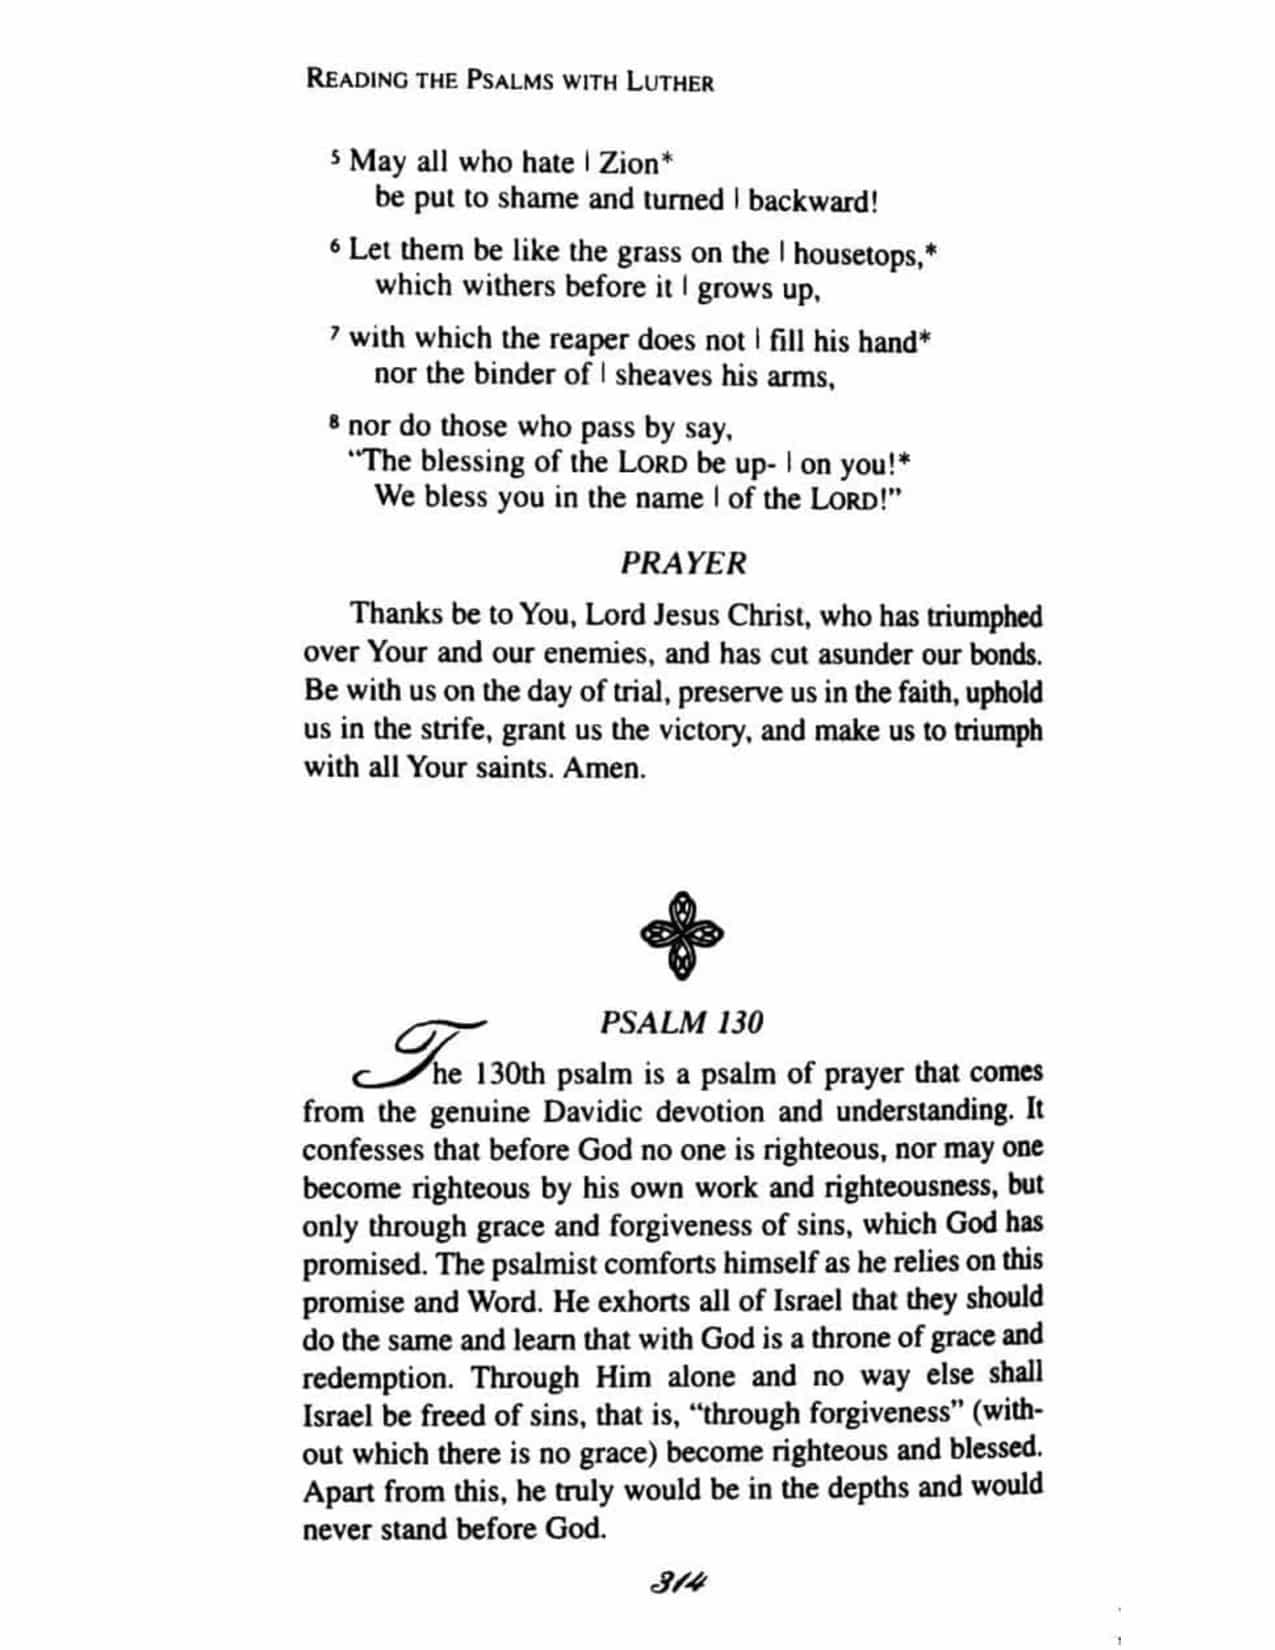 READING THE PSALMS WITH LUTHER
5 May all who hate | Zion*
be put to shame and turned | backward!
6 Let them be like the grass on the | housetops,*
which withers before it | grows up,
7 with which the reaper does not | fill his hand*
nor the binder of | sheaves his arms,
8 nor do those who pass by say,
“The blessing of the LORD be up- | on you!*
We bless you in the name | of the LORD!”
PRAYER
Thanks be to You, Lord Jesus Christ, who has triumphed
over Your and our enemies, and has cut asunder our bonds.
Be with us on the day of trial, preserve us in the faith, uphold
us in the strife, grant us the victory, and make us to triumph
with all Your saints. Amen.
PSALM 130
The 130th psalm is a psalm of prayer that comes
from the genuine Davidic devotion and understanding. It
confesses that before God no one is righteous, nor may one
become righteous by his own work and righteousness, but
only through grace and forgiveness of sins, which God has
promised. The psalmist comforts himself as he relies on this
promise and Word. He exhorts all of Israel that they should
do the same and learn that with God is a throne of grace and
redemption. Through Him alone and no way else shall
Israel be freed of sins, that is, “through forgiveness” (with-
out which there is no grace) become righteous and blessed.
Apart from this, he truly would be in the depths and would
never stand before God.
314